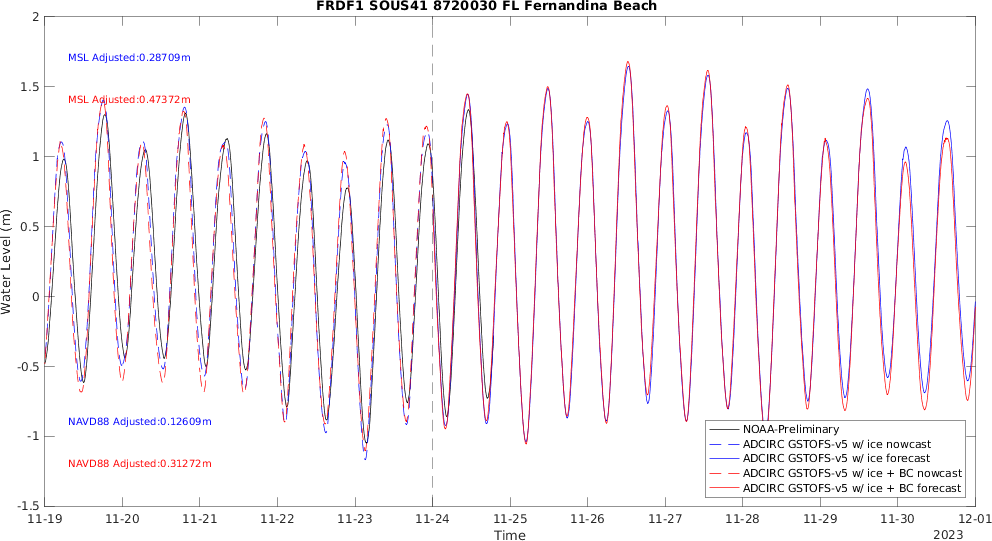 FRDF1 SOUS41 8720030 FL Fernandina Beach
2
1.5
1
0.5
0
-0.5
-1
-1.5
Water Level (m)
MSL Adjusted:0.28709m
MSL Adjusted:0.47372m
NAVD88 Adjusted:0.12609m
NAVD88 Adjusted:0.31272m
NOAA-Preliminary
ADCIRC GSTOFS-v5 w/ ice nowcast
ADCIRC GSTOFS-v5 w/ ice forecast
ADCIRC GSTOFS-v5 w/ ice + BC nowcast
ADCIRC GSTOFS-v5 w/ ice + BC forecast
11-19 11-20 11-21 11-22 11-23 11-24 11-25 11-26 11-27 11-28 11-29 11-30 12-01
Time
2023